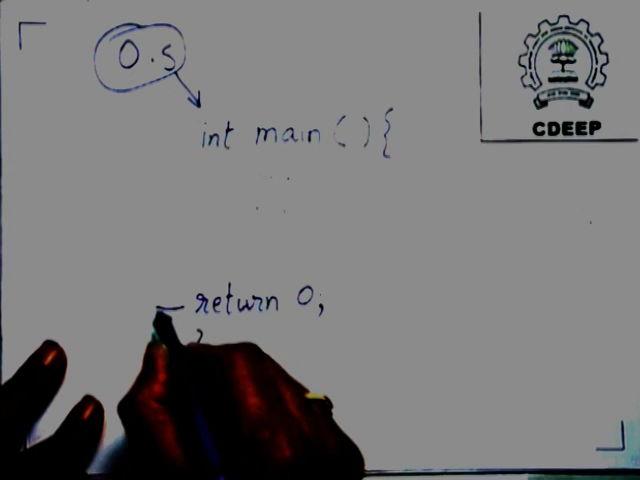 O.S
int main ( ) {
return 0;
}
CDEEP